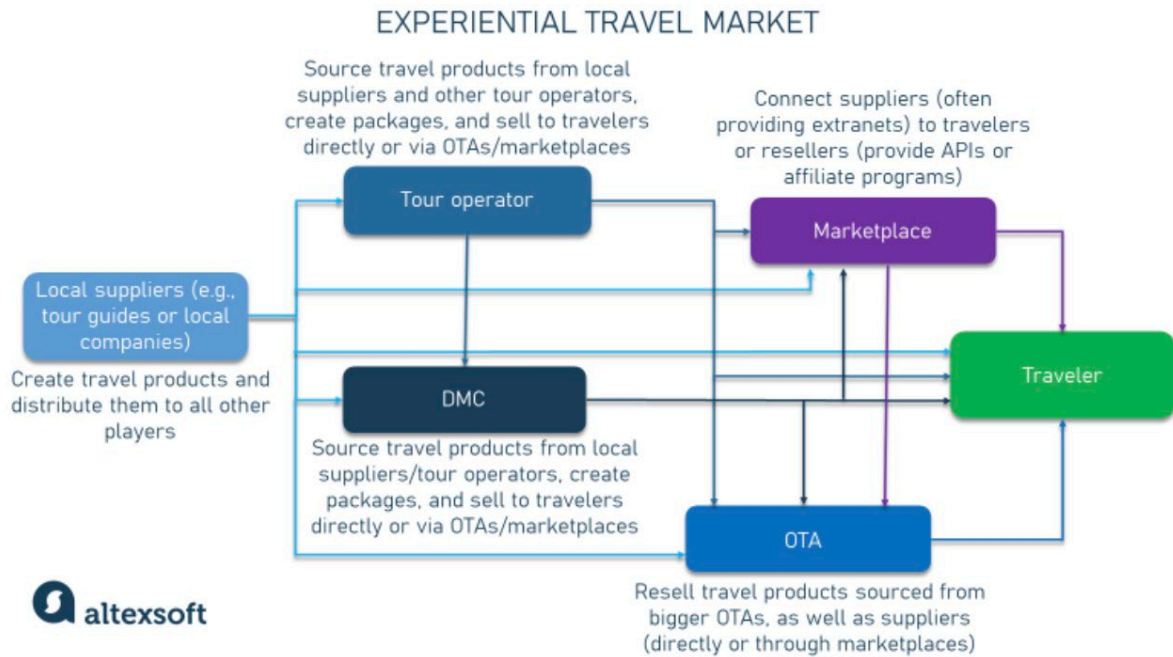 EXPERIENTIAL TRAVEL MARKET
Source travel products from local
suppliers and other tour operators,
create packages, and sell to travelers
directly or via OTAs/marketplaces
Connect suppliers (often
providing extranets) to travelers
or resellers (provide APIs or
affiliate programs)
Tour operator
Marketplace
Local suppliers (e.g.,
tour guides or local
companies)
Create travel products and
distribute them to all other
players
Traveler
DMC
Source travel products from local
suppliers/tour operators, create
packages, and sell to travelers
directly or via OTAs/marketplaces
OTA
Resell travel products sourced from
bigger OTAs, as well as suppliers
(directly or through marketplaces)
altexsoft